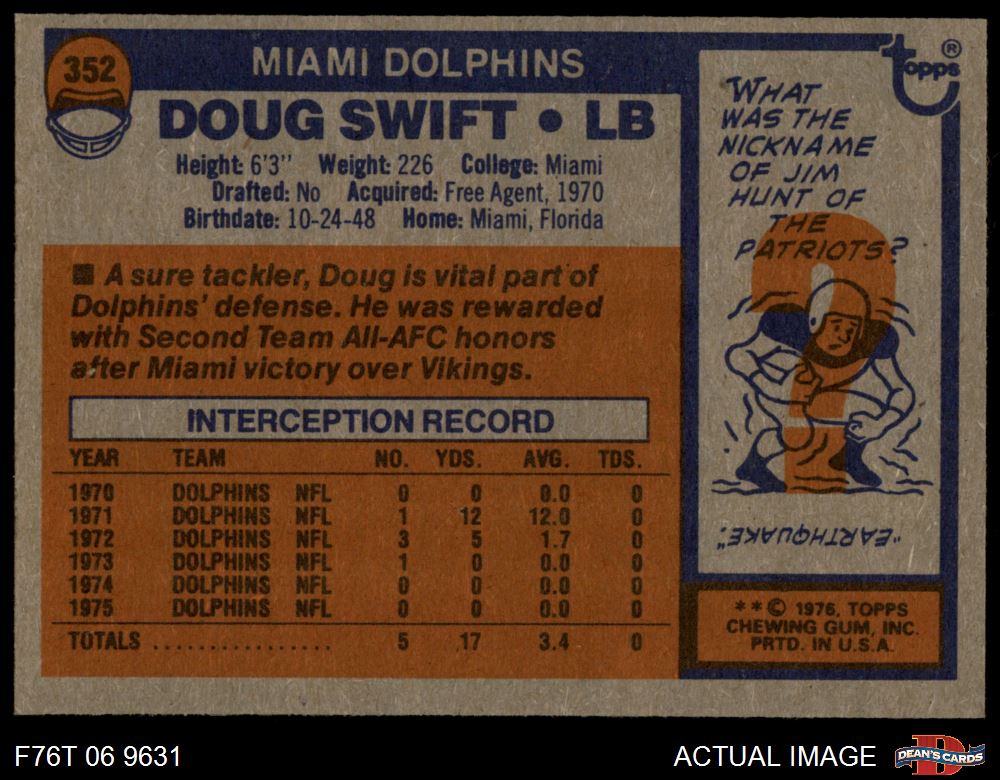 352
MIAMI DOLPHINS
DOUG SWIFT • LB
Height: 6'3" Weight: 226 College: Miami
Drafted: No Acquired: Free Agent, 1970
Birthdate: 10-24-48 Home: Miami, Florida
■ A sure tackler, Doug is vital part of
Dolphins' defense. He was rewarded
with Second Team All-AFC honors
after Miami victory over Vikings.
INTERCEPTION RECORD
YEAR TEAM NO. YDS. AVG. TDS.
1970 DOLPHINS NFL 0 0 0.0 0
1971 DOLPHINS NFL 1 12 12.0 0
1972 DOLPHINS NFL 3 5 1.7 0
1973 DOLPHINS NFL 1 0 0.0 0
1974 DOLPHINS NFL 0 0 0.0 0
1975 DOLPHINS NFL 0 0 0.0 0
TOTALS ................ 5 17 3.4 0
topps®
WHAT
WAS THE
NICKNAME
OF JIM
HUNT OF
THE
PATRIOTS?
?
"EARTHQUAKE."
**© 1976, TOPPS
CHEWING GUM, INC.
PRTD. IN U.S.A.
F76T 06 9631
ACTUAL IMAGE
D
DEAN'S CARDS